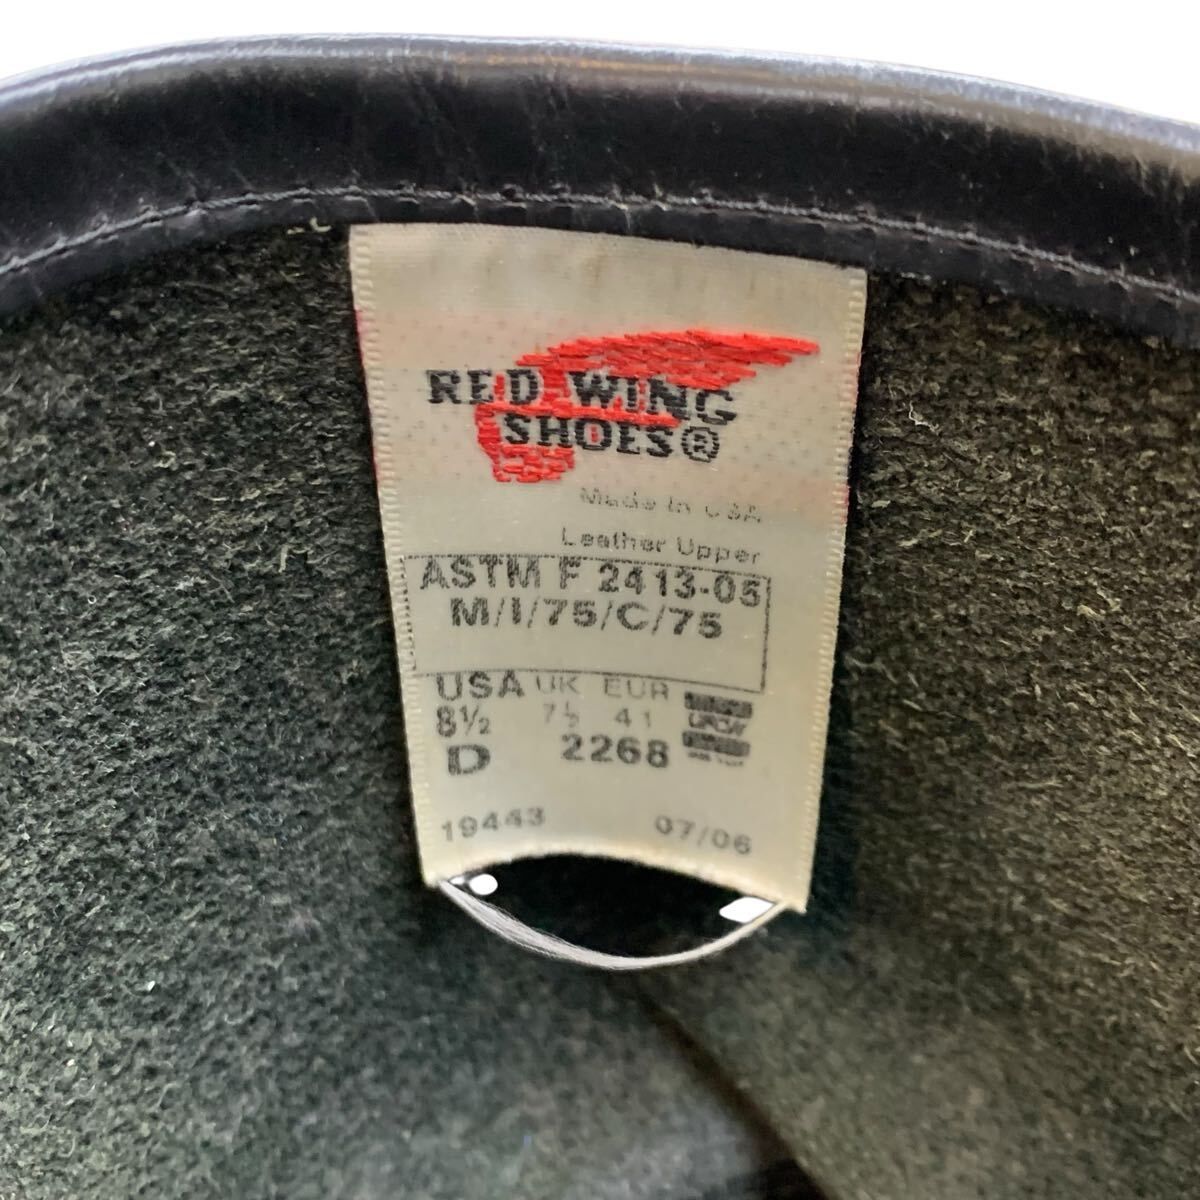 RED WING
SHOES®
Made in USA
Leather Upper
ASTM F 2413-05
M/I/75/C/75
USA UK EUR
8½ 7½ 41
D 2268
19443 07/06